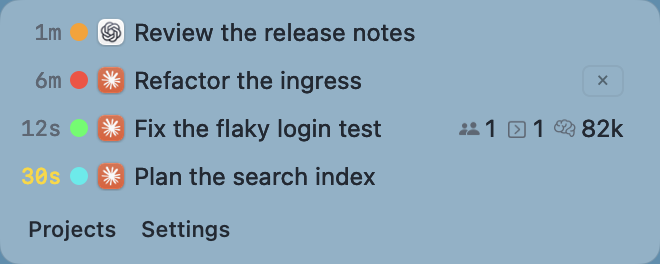 1m Review the release notes
6m Refactor the ingress ×
12s Fix the flaky login test 1 1 82k
30s Plan the search index
Projects Settings